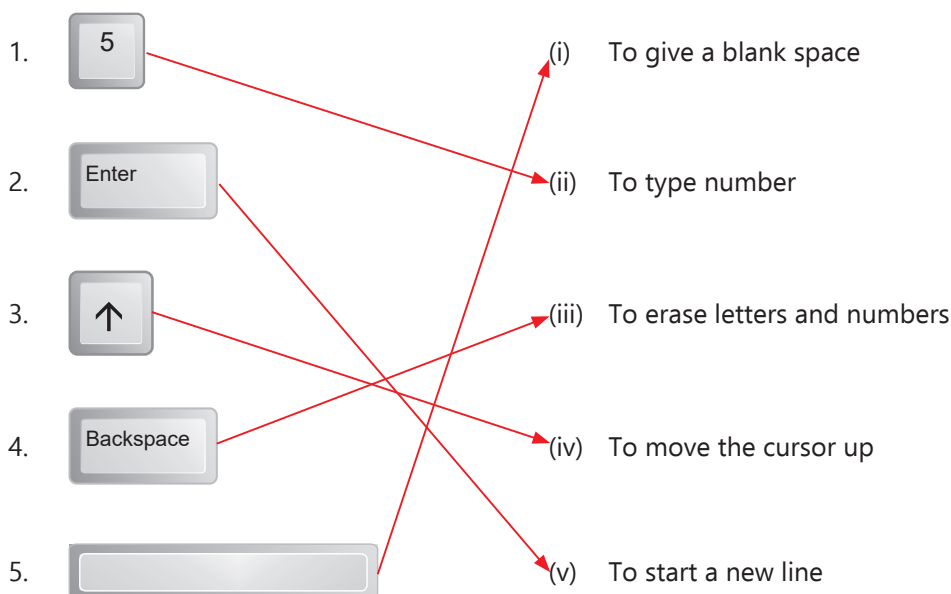 1. 5 (i) To give a blank space
2. Enter (ii) To type number
3. ↑ (iii) To erase letters and numbers
4. Backspace (iv) To move the cursor up
5. (v) To start a new line